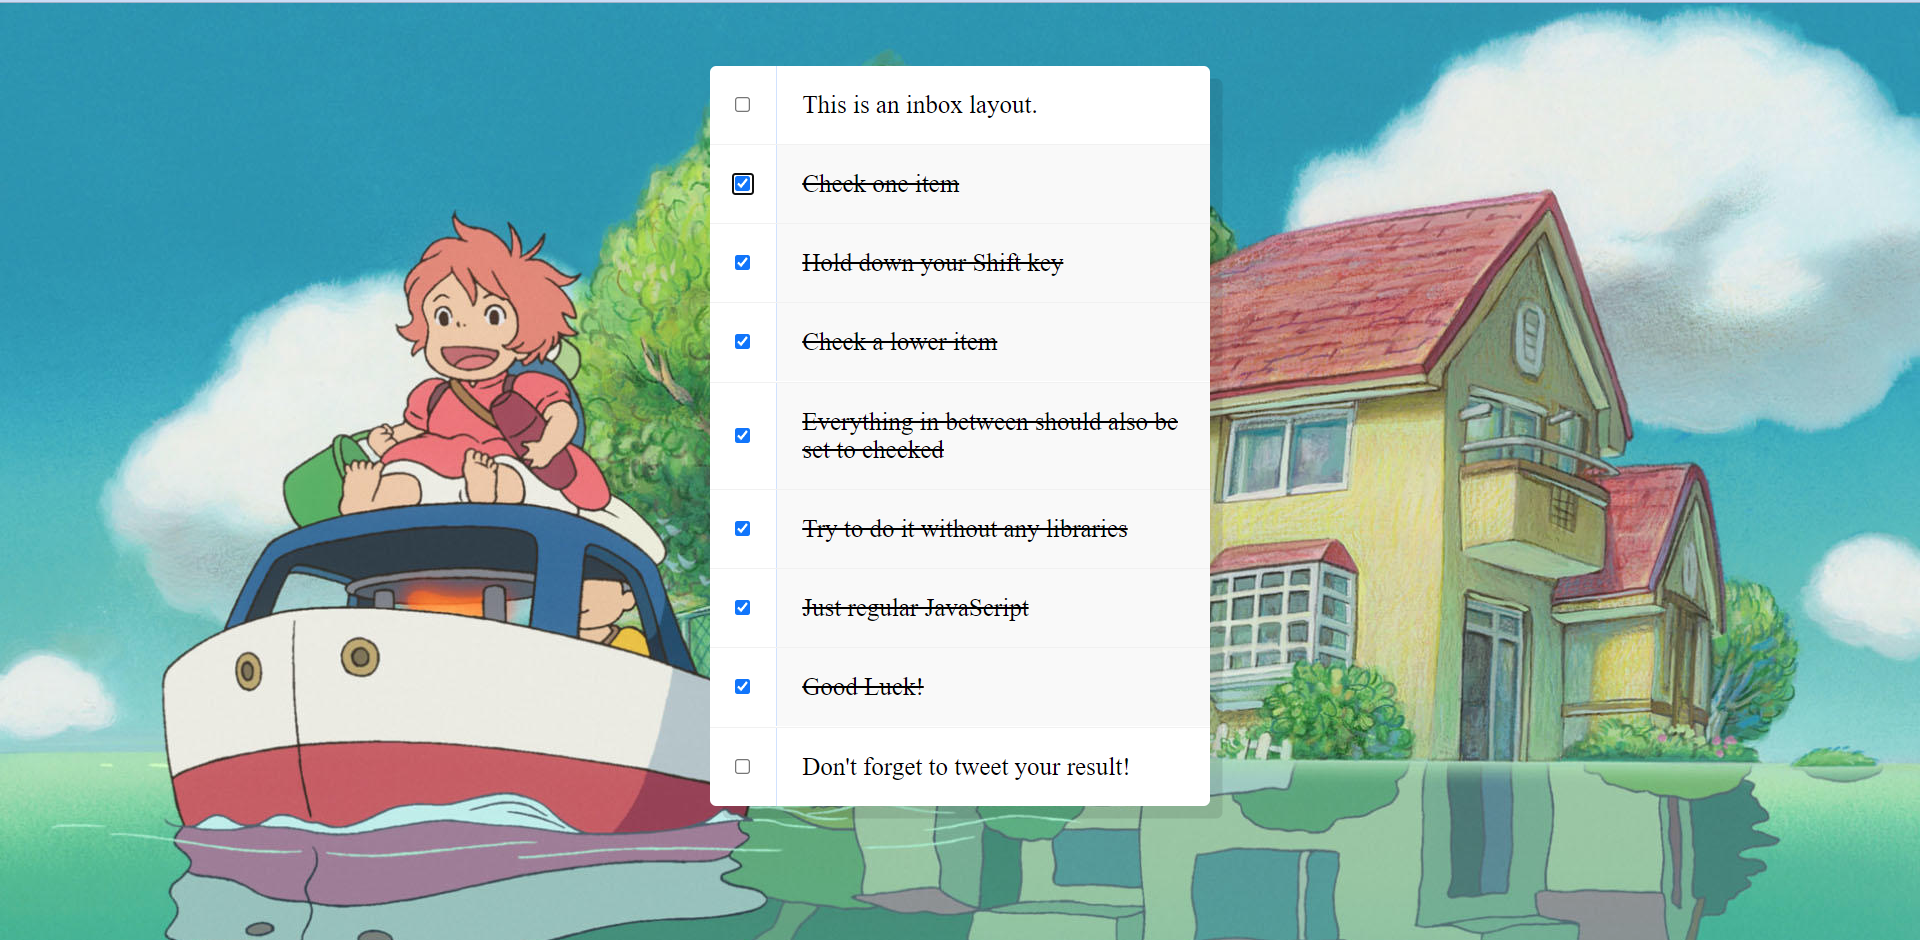 This is an inbox layout.
Check one item
Hold down your Shift key
Check a lower item
Everything in between should also be
set to checked
Try to do it without any libraries
Just regular JavaScript
Good Luck!
Don't forget to tweet your result!